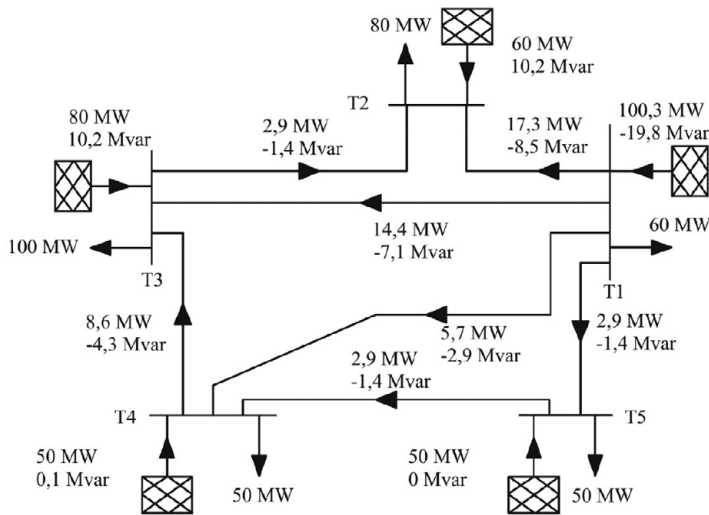 80 MW
60 MW
10,2 Mvar
T2
80 MW
10,2 Mvar
2,9 MW
-1,4 Mvar
17,3 MW
-8,5 Mvar
100,3 MW
-19,8 Mvar
14,4 MW
-7,1 Mvar
60 MW
100 MW
T3
T1
8,6 MW
-4,3 Mvar
5,7 MW
-2,9 Mvar
2,9 MW
-1,4 Mvar
2,9 MW
-1,4 Mvar
T4
T5
50 MW
0,1 Mvar
50 MW
50 MW
0 Mvar
50 MW